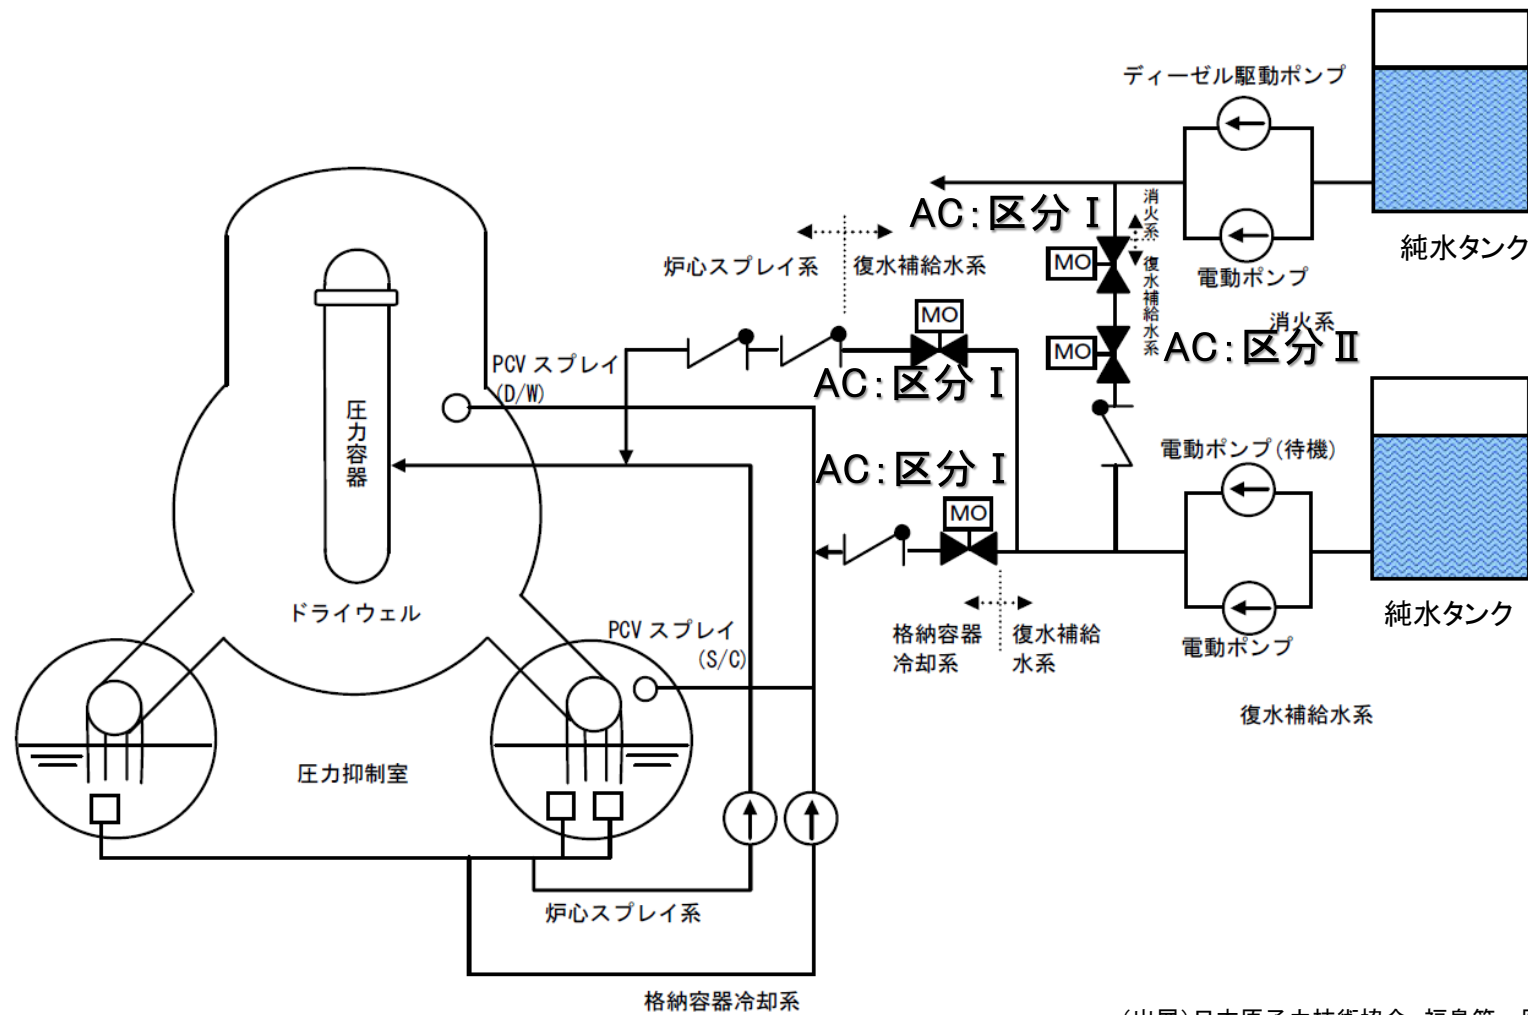 ディーゼル駆動ポンプ
純水タンク
電動ポンプ
消火系
AC：区分Ⅰ
消火系
復水補給水系
MO
MO
AC：区分Ⅱ
炉心スプレイ系
復水補給水系
MO
AC：区分Ⅰ
PCV スプレイ
(D/W)
圧力容器
AC：区分Ⅰ
MO
電動ポンプ(待機)
純水タンク
電動ポンプ
復水補給水系
格納容器
冷却系
復水補給
水系
ドライウェル
PCV スプレイ
(S/C)
圧力抑制室
炉心スプレイ系
格納容器冷却系